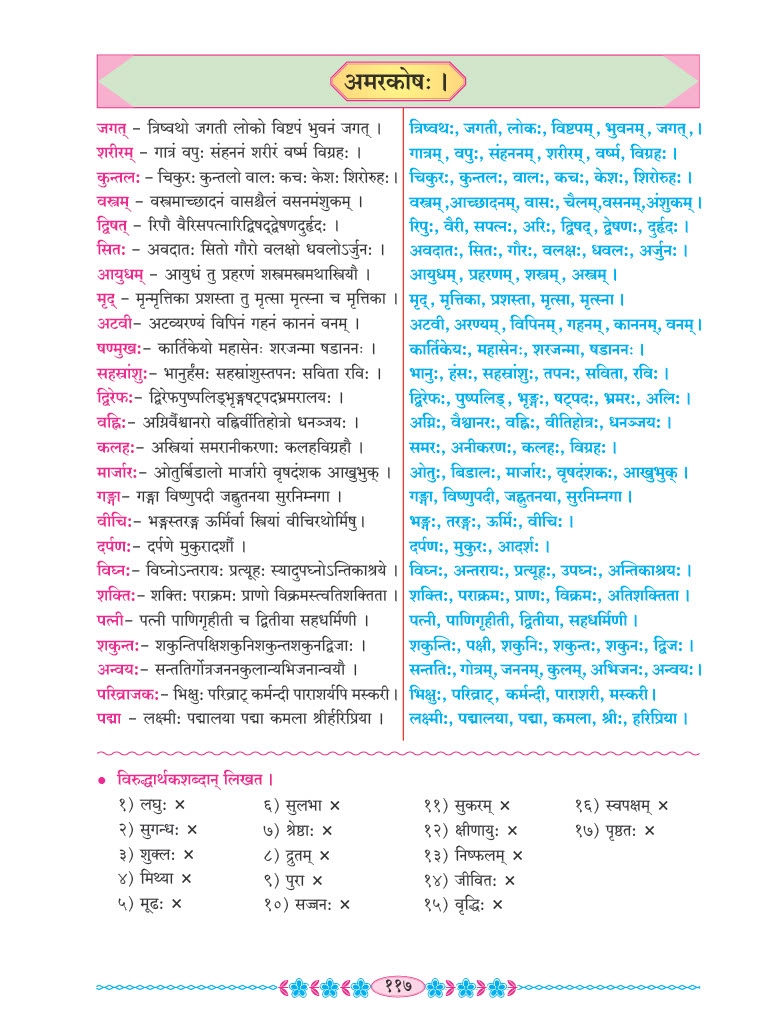 अमरकोषः ।
जगत् – त्रिष्वथो जगती लोको विष्टपं भुवनं जगत् । त्रिष्वथः, जगती, लोकः, विष्टपम्, भुवनम्, जगत्, ।
शरीरम् – गात्रं वपुः संहननं शरीरं वर्ष्म विग्रहः । गात्रम्, वपुः, संहननम्, शरीरम्, वर्ष्म, विग्रहः ।
कुन्तलः – चिकुरः कुन्तलो वालः कचः केशः शिरोरुहः। चिकुरः, कुन्तलः, वालः, कचः, केशः, शिरोरुहः ।
वस्त्रम् – वस्त्रमाच्छादनं वासश्चैलं वसनमंशुकम् । वस्त्रम्,आच्छादनम्, वासः, चैलम्,वसनम्,अंशुकम् ।
द्विषत् – रिपौ वैरिसपत्नारिद्विषद्द्वेषणदुर्हृदः । रिपुः, वैरी, सपत्नः, अरिः, द्विषद्, द्वेषणः, दुर्हृदः ।
सितः – अवदातः सितो गौरो वलक्षो धवलोऽर्जुनः । अवदातः, सितः, गौरः, वलक्षः, धवलः, अर्जुनः ।
आयुधम् – आयुधं तु प्रहरणं शस्त्रमस्त्रमथास्त्रियौ । आयुधम्, प्रहरणम्, शस्त्रम्, अस्त्रम् ।
मृद् – मृन्मृत्तिका प्रशस्ता तु मृत्सा मृत्स्ना च मृत्तिका । मृद्, मृत्तिका, प्रशस्ता, मृत्सा, मृत्स्ना ।
अटवी– अटव्यरण्यं विपिनं गहनं काननं वनम् । अटवी, अरण्यम्, विपिनम्, गहनम्, काननम्, वनम्।
षण्मुखः– कार्तिकेयो महासेनः शरजन्मा षडाननः । कार्तिकेयः, महासेनः, शरजन्मा, षडाननः ।
सहस्रांशुः– भानुर्हंसः सहस्रांशुस्तपनः सविता रविः । भानुः, हंसः, सहस्रांशुः, तपनः, सविता, रविः ।
द्विरेफः– द्विरेफपुष्पलिड्भृङ्गषट्पदभ्रमरालयः । द्विरेफः, पुष्पलिड्, भृङ्गः, षट्पदः, भ्रमरः, अलिः ।
वह्निः– अग्निर्वैश्वानरो वह्निर्वीतिहोत्रो धनञ्जयः । अग्निः, वैश्वानरः, वह्निः, वीतिहोत्रः, धनञ्जयः ।
कलहः– अस्त्रियां समरानीकरणाः कलहविग्रहौ । समरः, अनीकरणः, कलहः, विग्रहः ।
मार्जारः– ओतुर्बिडालो मार्जारो वृषदंशक आखुभुक् । ओतुः, बिडालः, मार्जारः, वृषदंशकः, आखुभुक् ।
गङ्गा– गङ्गा विष्णुपदी जह्नुतनया सुरनिम्नगा । गङ्गा, विष्णुपदी, जह्नुतनया, सुरनिम्नगा ।
वीचिः– भङ्गस्तरङ्ग ऊर्मिर्वा स्त्रियां वीचिरथोर्मिषु। भङ्गः, तरङ्गः, ऊर्मिः, वीचिः ।
दर्पणः– दर्पणे मुकुरादर्शौ । दर्पणः, मुकुरः, आदर्शः ।
विघ्नः– विघ्नोऽन्तरायः प्रत्यूहः स्यादुपघ्नोऽन्तिकाश्रये । विघ्नः, अन्तरायः, प्रत्यूहः, उपघ्नः, अन्तिकाश्रयः ।
शक्तिः– शक्तिः पराक्रमः प्राणो विक्रमस्त्वतिशक्तिता । शक्तिः, पराक्रमः, प्राणः, विक्रमः, अतिशक्तिता ।
पत्नी– पत्नी पाणिगृहीती च द्वितीया सहधर्मिणी । पत्नी, पाणिगृहीती, द्वितीया, सहधर्मिणी ।
शकुन्तः– शकुन्तिपक्षिशकुनिशकुन्तशकुनद्विजाः । शकुन्तिः, पक्षी, शकुनिः, शकुन्तः, शकुनः, द्विजः ।
अन्वयः– सन्ततिर्गोत्रजननकुलान्यभिजनान्वयौ । सन्ततिः, गोत्रम्, जननम्, कुलम्, अभिजनः, अन्वयः।
परिव्राजकः– भिक्षुः परिव्राट् कर्मन्दी पाराशर्यपि मस्करी। भिक्षुः, परिव्राट्, कर्मन्दी, पाराशरी, मस्करी।
पद्मा – लक्ष्मीः पद्मालया पद्मा कमला श्रीर्हरिप्रिया । लक्ष्मीः, पद्मालया, पद्मा, कमला, श्रीः, हरिप्रिया ।
• विरुद्धार्थकशब्दान् लिखत ।
१) लघुः × ६) सुलभा × ११) सुकरम् × १६) स्वपक्षम् ×
२) सुगन्धः × ७) श्रेष्ठाः × १२) क्षीणायुः × १७) पृष्ठतः ×
३) शुक्लः × ८) द्रुतम् × १३) निष्फलम् ×
४) मिथ्या × ९) पुरा × १४) जीवितः ×
५) मूढः × १०) सज्जनः × १५) वृद्धिः ×
११७